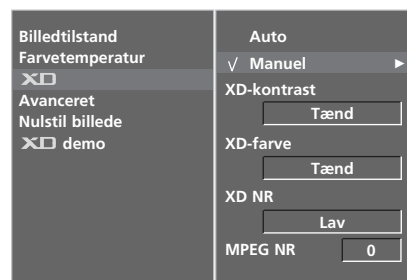 Billedtilstand
Farvetemperatur
XD
Avanceret
Nulstil billede
XD demo
Auto
√ Manuel ►
XD-kontrast
Tænd
XD-farve
Tænd
XD NR
Lav
MPEG NR 0